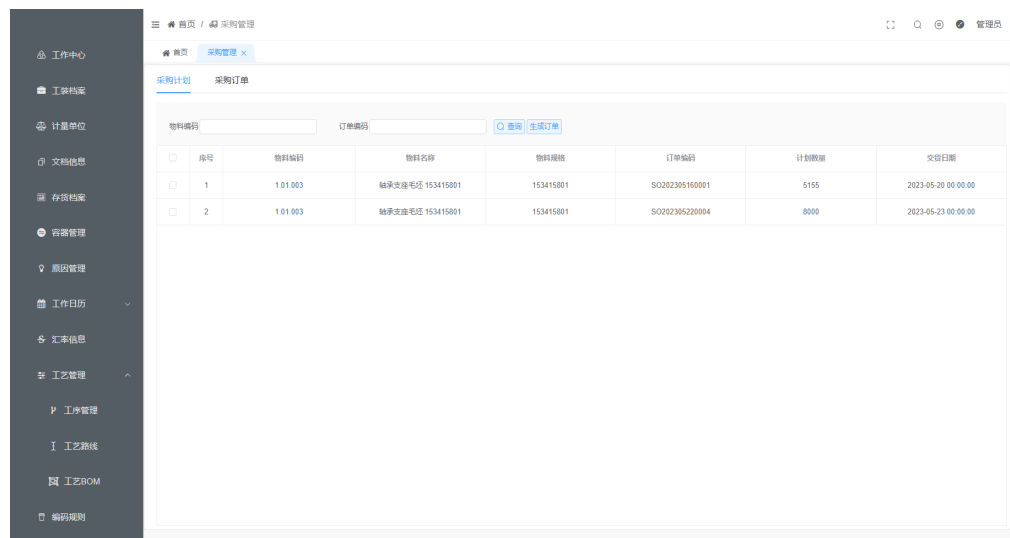 首页 / 采购管理
管理员
首页 采购管理 ×
采购计划 采购订单
物料编码 订单编码 查询 生成订单
序号 物料编码 物料名称 物料规格 订单编码 计划数量 交货日期
1 1.01.003 轴承支座毛坯 153415801 153415801 SO202305160001 5155 2023-05-20 00:00:00
2 1.01.003 轴承支座毛坯 153415801 153415801 SO202305220004 8000 2023-05-23 00:00:00
工作中心
工装档案
计量单位
文档信息
存货档案
容器管理
原因管理
工作日历
汇率信息
工艺管理
工序管理
工艺路线
工艺BOM
编码规则